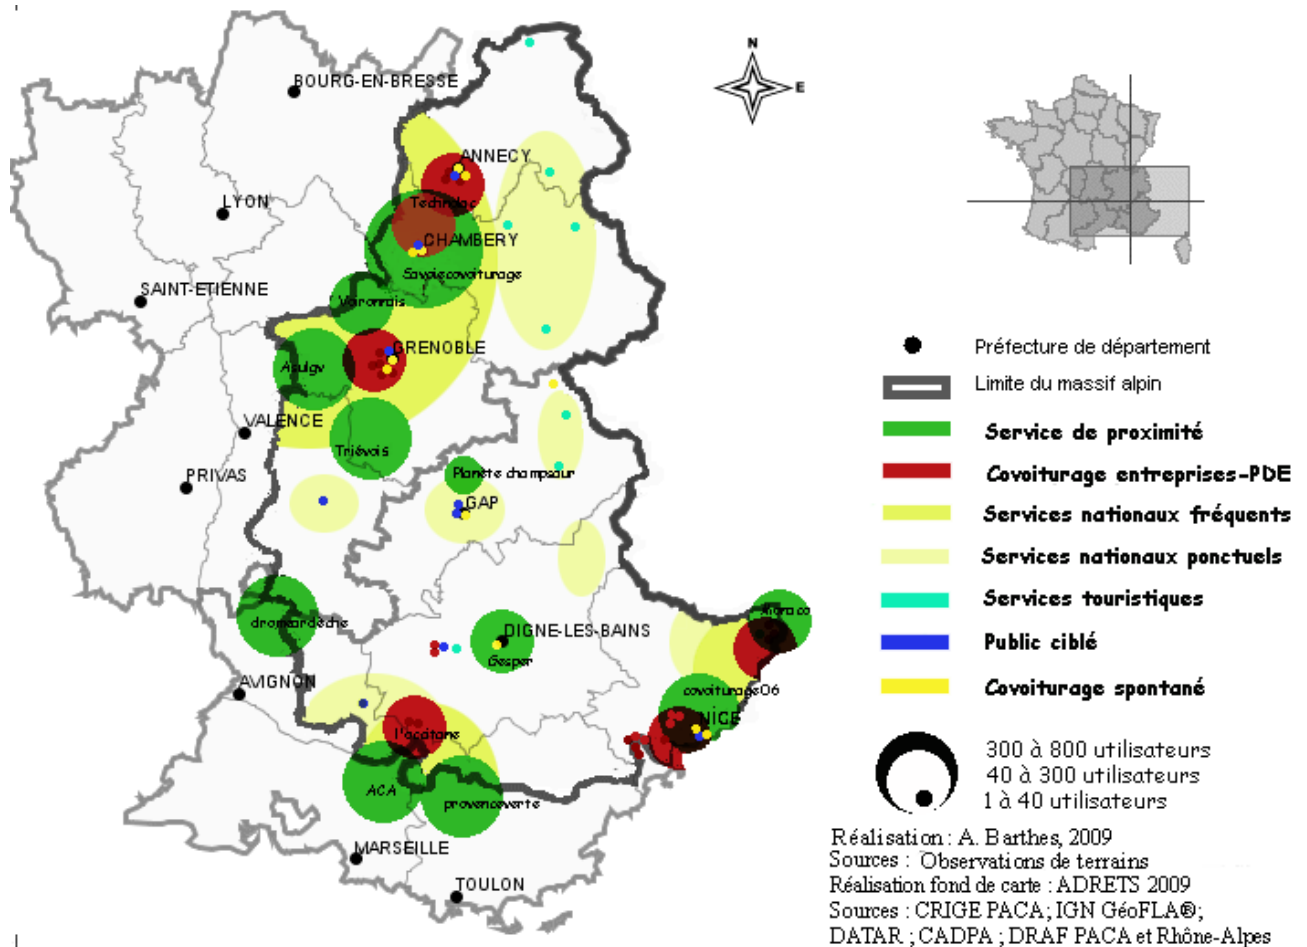 N
E
BOURG-EN-BRESSE
ANNECY
LYON
Technolac
CHAMBERY
Savoiecovoiturage
SAINT-ETIENNE
Voironnais
GRENOBLE
Asulgv
VALENCE
Trièvois
PRIVAS
Planète champsaur
GAP
dromeardèche
DIGNE-LES-BAINS
Gesper
Monaco
AVIGNON
covoiturage06
NICE
l'occitane
ACA
provenceverte
MARSEILLE
TOULON
Préfecture de département
Limite du massif alpin
Service de proximité
Covoiturage entreprises-PDE
Services nationaux fréquents
Services nationaux ponctuels
Services touristiques
Public ciblé
Covoiturage spontané
300 à 800 utilisateurs
40 à 300 utilisateurs
1 à 40 utilisateurs
Réalisation : A. Barthes, 2009
Sources : Observations de terrains
Réalisation fond de carte : ADRETS 2009
Sources : CRIGE PACA; IGN GéoFLA®;
DATAR ; CADPA ; DRAF PACA et Rhône-Alpes